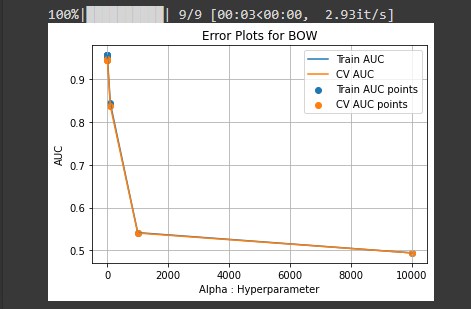 100%| | 9/9 [00:03<00:00, 2.93it/s]
Error Plots for BOW
Train AUC
CV AUC
Train AUC points
CV AUC points
0.9
0.8
0.7
0.6
0.5
AUC
0 2000 4000 6000 8000 10000
Alpha : Hyperparameter